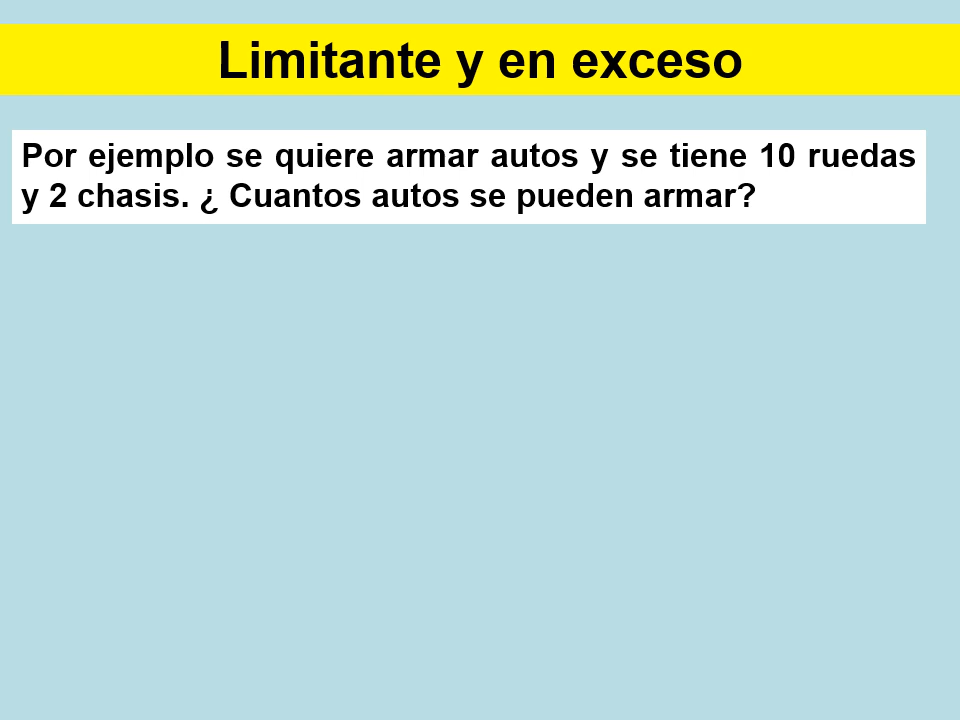 Limitante y en exceso
Por ejemplo se quiere armar autos y se tiene 10 ruedas
y 2 chasis. ¿ Cuantos autos se pueden armar?